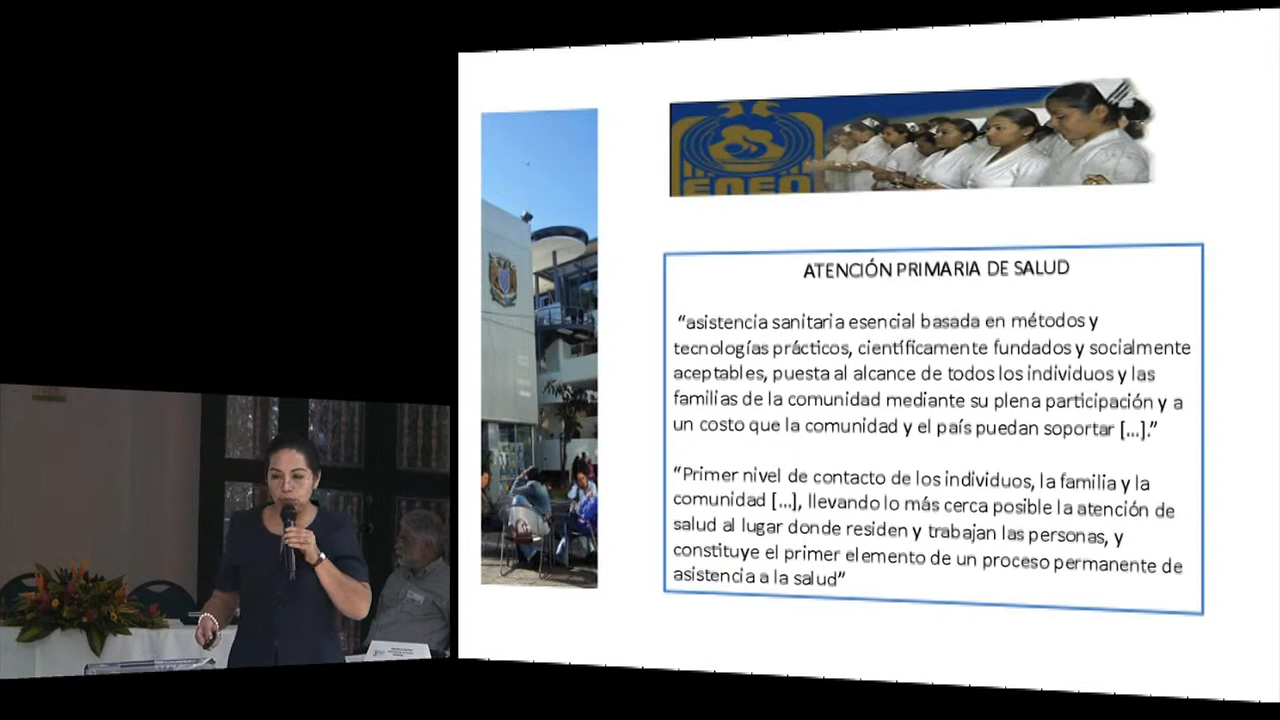 ENEO
ATENCIÓN PRIMARIA DE SALUD
“asistencia sanitaria esencial basada en métodos y
tecnologías prácticos, científicamente fundados y socialmente
aceptables, puesta al alcance de todos los individuos y las
familias de la comunidad mediante su plena participación y a
un costo que la comunidad y el país puedan soportar [...].”
“Primer nivel de contacto de los individuos, la familia y la
comunidad [...], llevando lo más cerca posible la atención de
salud al lugar donde residen y trabajan las personas, y
constituye el primer elemento de un proceso permanente de
asistencia a la salud”